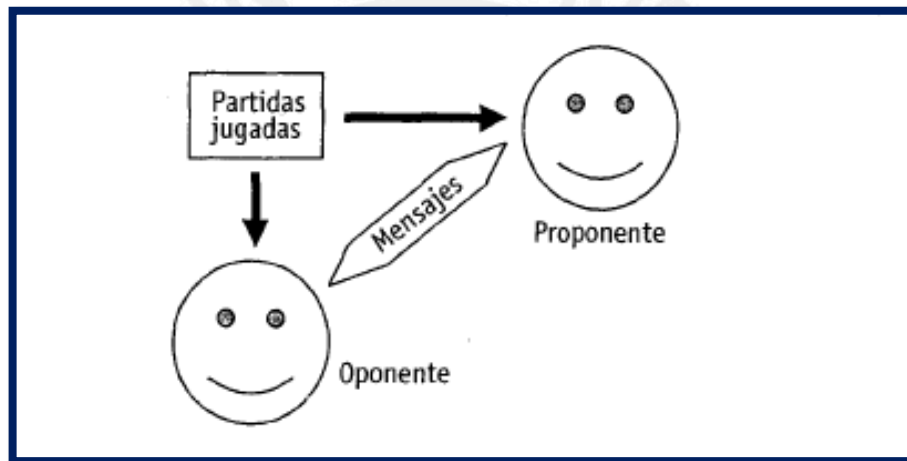 Partidas
jugadas
Mensajes
Proponente
Oponente